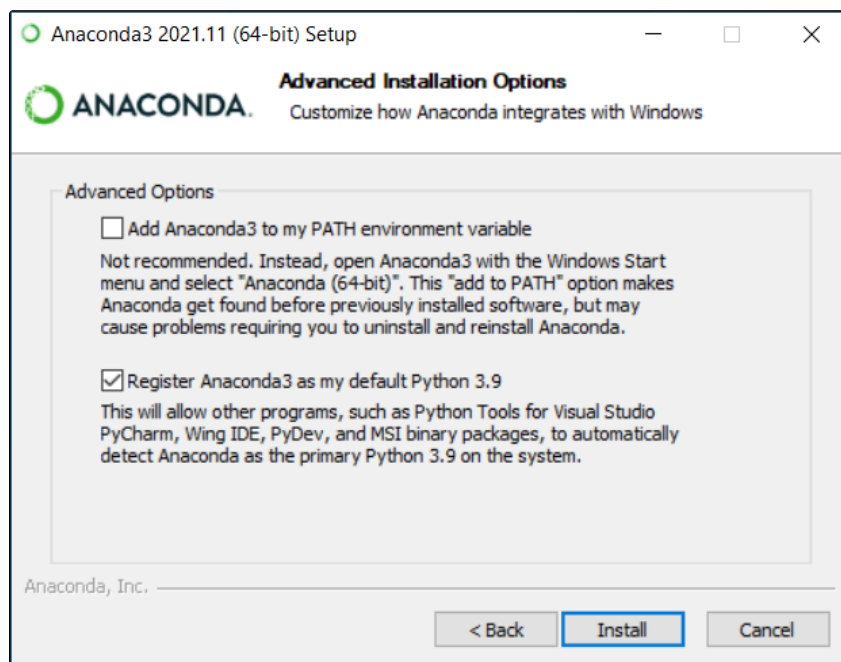 Anaconda3 2021.11 (64-bit) Setup
ANACONDA.
Advanced Installation Options
Customize how Anaconda integrates with Windows
Advanced Options
Add Anaconda3 to my PATH environment variable
Not recommended. Instead, open Anaconda3 with the Windows Start
menu and select "Anaconda (64-bit)". This "add to PATH" option makes
Anaconda get found before previously installed software, but may
cause problems requiring you to uninstall and reinstall Anaconda.
Register Anaconda3 as my default Python 3.9
This will allow other programs, such as Python Tools for Visual Studio
PyCharm, Wing IDE, PyDev, and MSI binary packages, to automatically
detect Anaconda as the primary Python 3.9 on the system.
Anaconda, Inc.
< Back Install Cancel